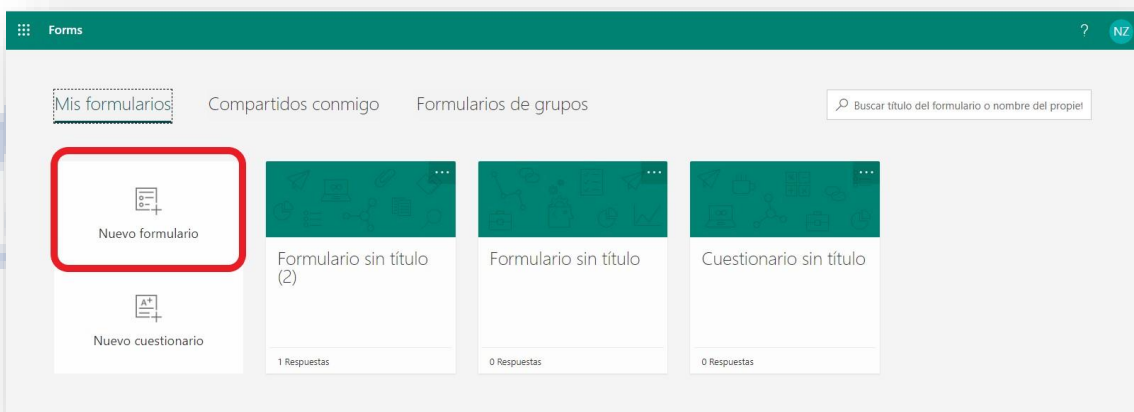 Forms
?
NZ
Mis formularios
Compartidos conmigo
Formularios de grupos
Buscar título del formulario o nombre del propiet
Nuevo formulario
A+
Nuevo cuestionario
...
Formulario sin título
(2)
1 Respuestas
...
Formulario sin título
0 Respuestas
...
Cuestionario sin título
0 Respuestas